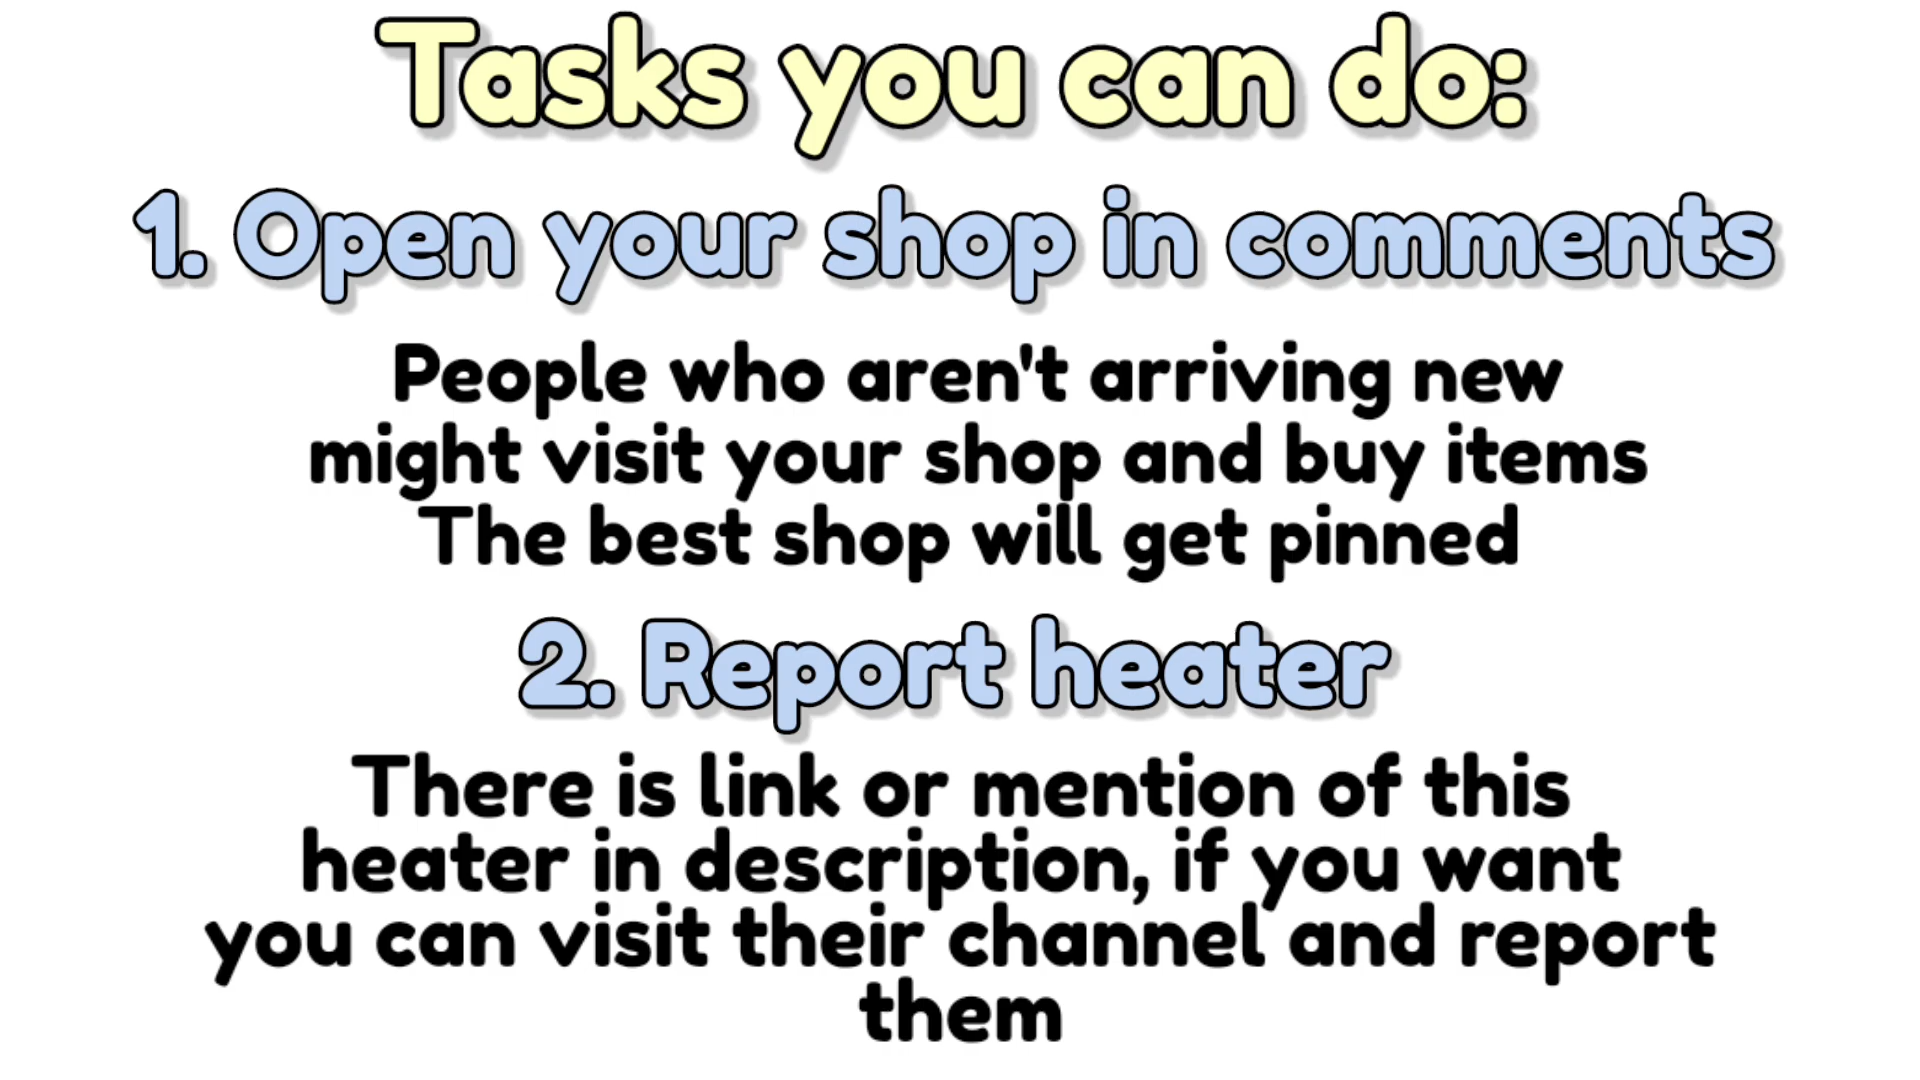 Tasks you can do:
1. Open your shop in comments
People who aren't arriving new
might visit your shop and buy items
The best shop will get pinned
2. Report heater
There is link or mention of this
heater in description, if you want
you can visit their channel and report
them